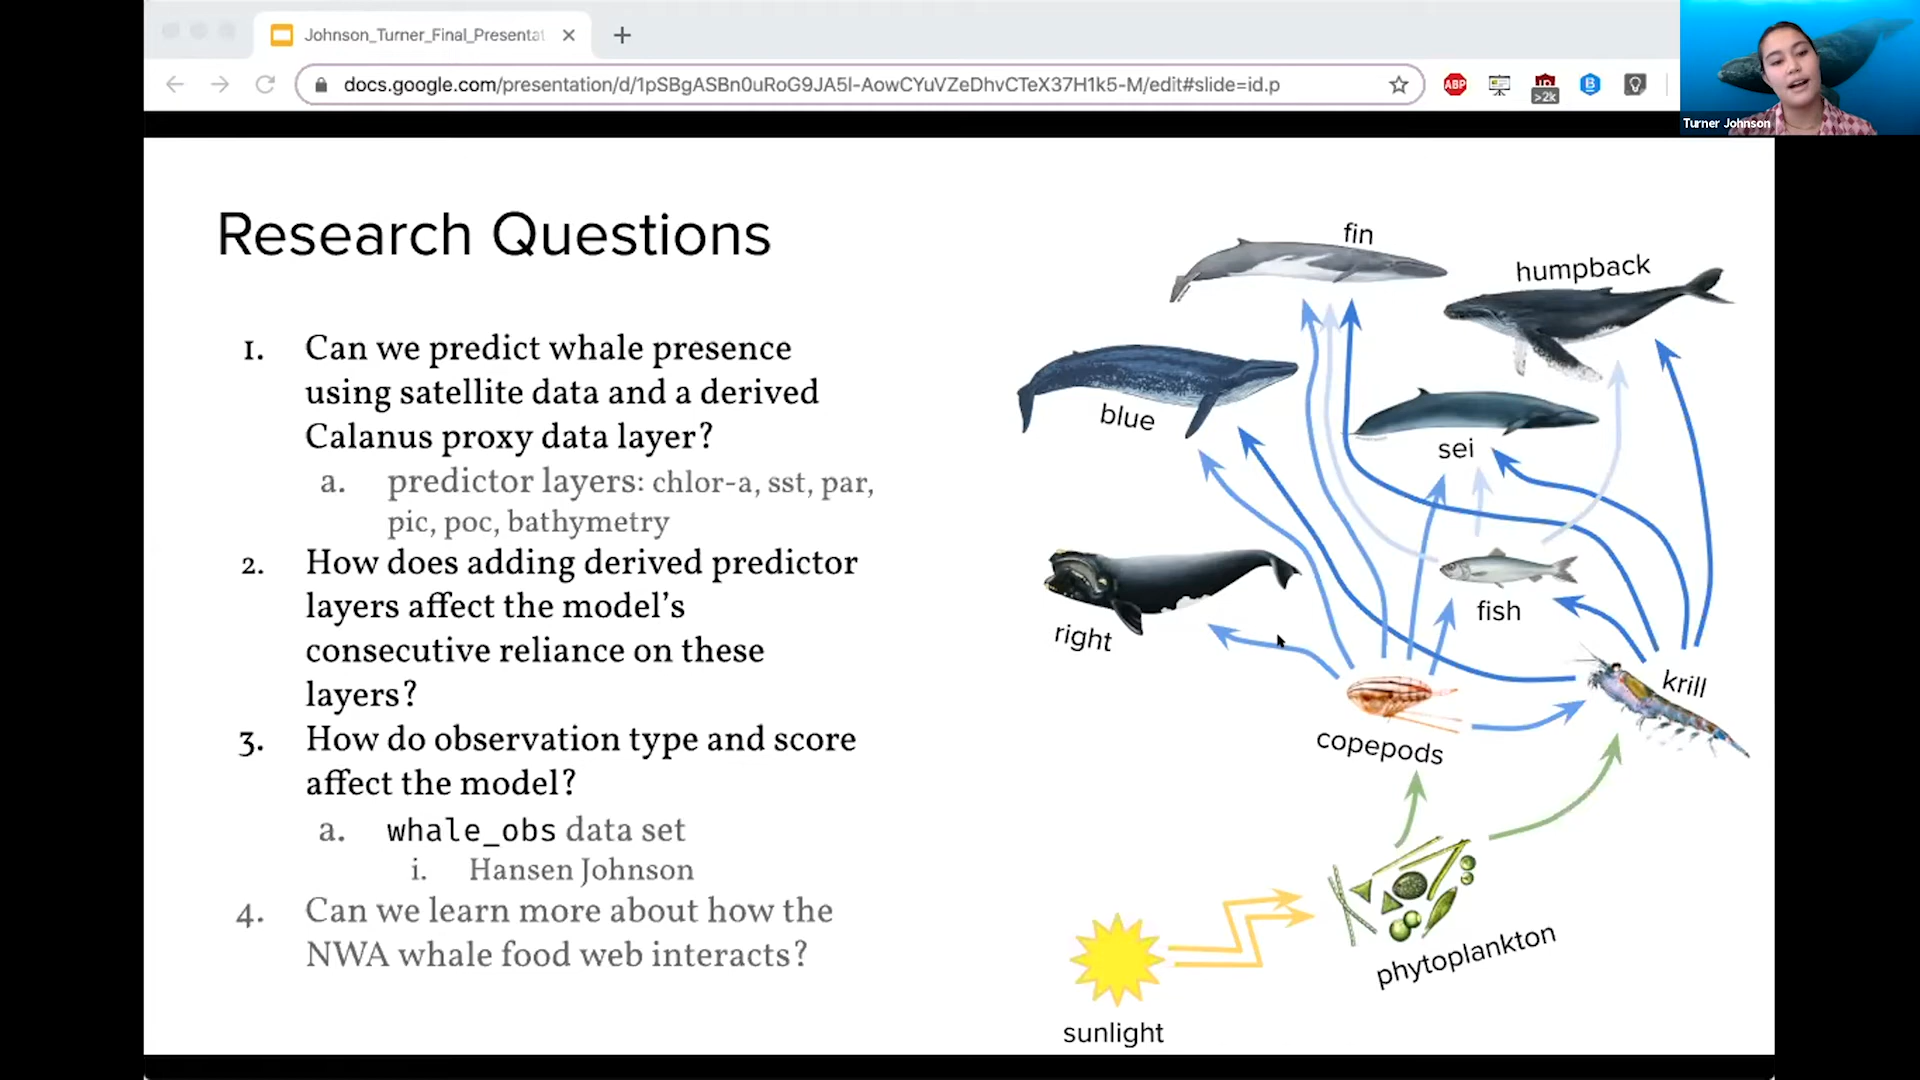 Johnson_Turner_Final_Presentat
docs.google.com/presentation/d/1pSBgASBn0uRoG9JA5l-AowCYuVZeDhvCTeX37H1k5-M/edit#slide=id.p
ABP
>2k
B
Turner Johnson
Research Questions
1. Can we predict whale presence
using satellite data and a derived
Calanus proxy data layer?
a. predictor layers: chlor-a, sst, par,
pic, poc, bathymetry
2. How does adding derived predictor
layers affect the model's
consecutive reliance on these
layers?
3. How do observation type and score
affect the model?
a. whale_obs data set
i. Hansen Johnson
4. Can we learn more about how the
NWA whale food web interacts?
fin
humpback
blue
sei
right
fish
krill
copepods
phytoplankton
sunlight